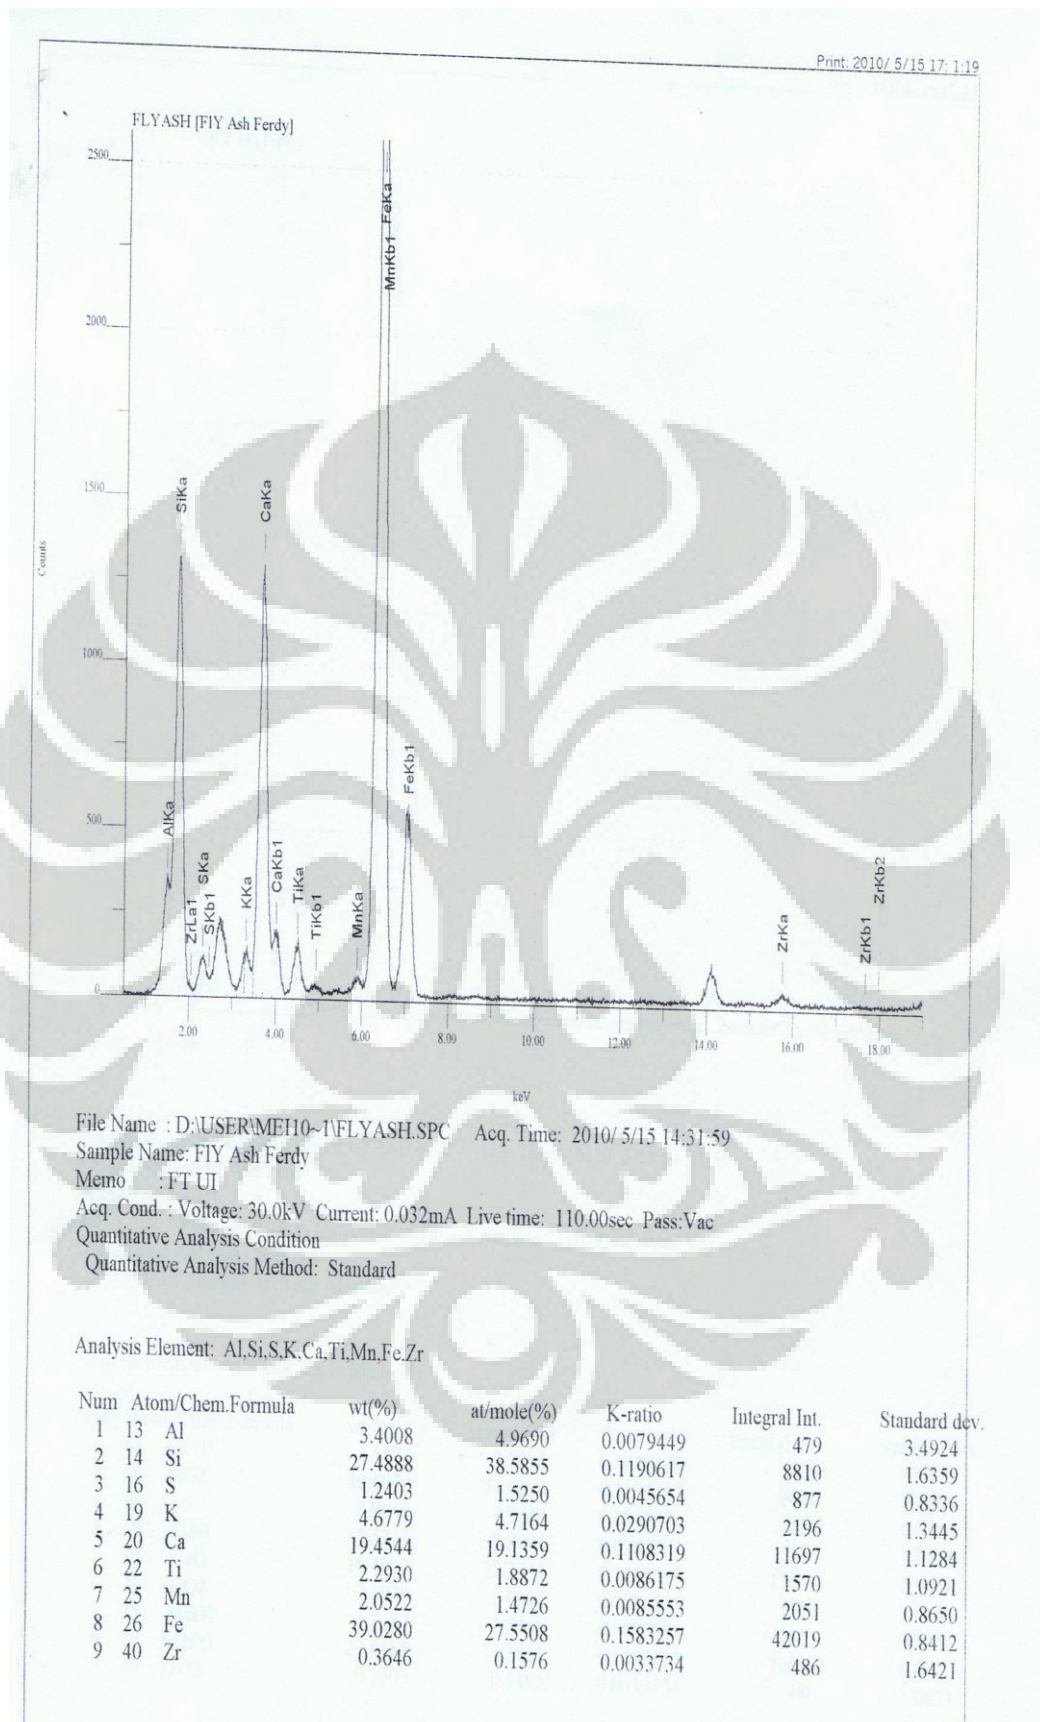 Print: 2010/ 5/15 17: 1:19
FLYASH [FlY Ash Ferdy]
2500
2000
1500
1000
500
0
Counts
AlKa
SiKa
ZrLa1
SKa
SKb1
KKa
CaKa
CaKb1
TiKa
TiKb1
MnKa
MnKb1 FeKa
FeKb1
ZrKa
ZrKb1
ZrKb2
2.00 4.00 6.00 8.00 10.00 12.00 14.00 16.00 18.00
keV
File Name : D:\USER\MEI10~1\FLYASH.SPC Acq. Time: 2010/ 5/15 14:31:59
Sample Name: FlY Ash Ferdy
Memo : FT UI
Acq. Cond. : Voltage: 30.0kV Current: 0.032mA Live time: 110.00sec Pass:Vac
Quantitative Analysis Condition
Quantitative Analysis Method: Standard
Analysis Element: Al,Si,S,K,Ca,Ti,Mn,Fe,Zr
Num Atom/Chem.Formula wt(%) at/mole(%) K-ratio Integral Int. Standard dev.
1 13 Al 3.4008 4.9690 0.0079449 479 3.4924
2 14 Si 27.4888 38.5855 0.1190617 8810 1.6359
3 16 S 1.2403 1.5250 0.0045654 877 0.8336
4 19 K 4.6779 4.7164 0.0290703 2196 1.3445
5 20 Ca 19.4544 19.1359 0.1108319 11697 1.1284
6 22 Ti 2.2930 1.8872 0.0086175 1570 1.0921
7 25 Mn 2.0522 1.4726 0.0085553 2051 0.8650
8 26 Fe 39.0280 27.5508 0.1583257 42019 0.8412
9 40 Zr 0.3646 0.1576 0.0033734 486 1.6421